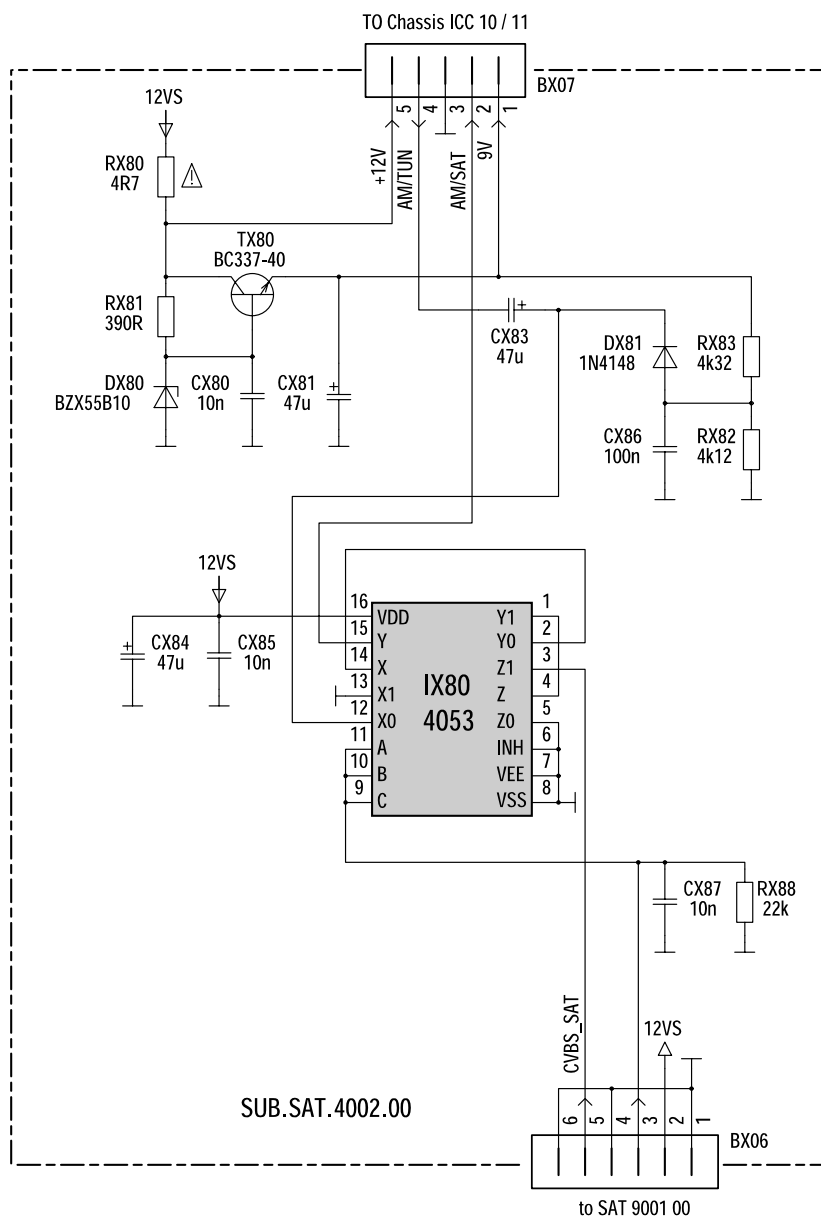 TO Chassis ICC 10 / 11
BX07
5
4
3
2
1
+12V
AM/TUN
AM/SAT
9V
12VS
RX80
4R7
TX80
BC337-40
RX81
390R
DX80
BZX55B10
CX80
10n
CX81
47u
CX83
47u
DX81
1N4148
RX83
4k32
CX86
100n
RX82
4k12
12VS
CX84
47u
CX85
10n
16
VDD
15
Y
14
X
13
X1
12
X0
11
A
10
B
9
C
IX80
4053
1
Y1
2
Y0
3
Z1
4
Z
5
Z0
6
INH
7
VEE
8
VSS
CX87
10n
RX88
22k
CVBS_SAT
12VS
SUB.SAT.4002.00
6
5
4
3
2
1
BX06
to SAT 9001 00